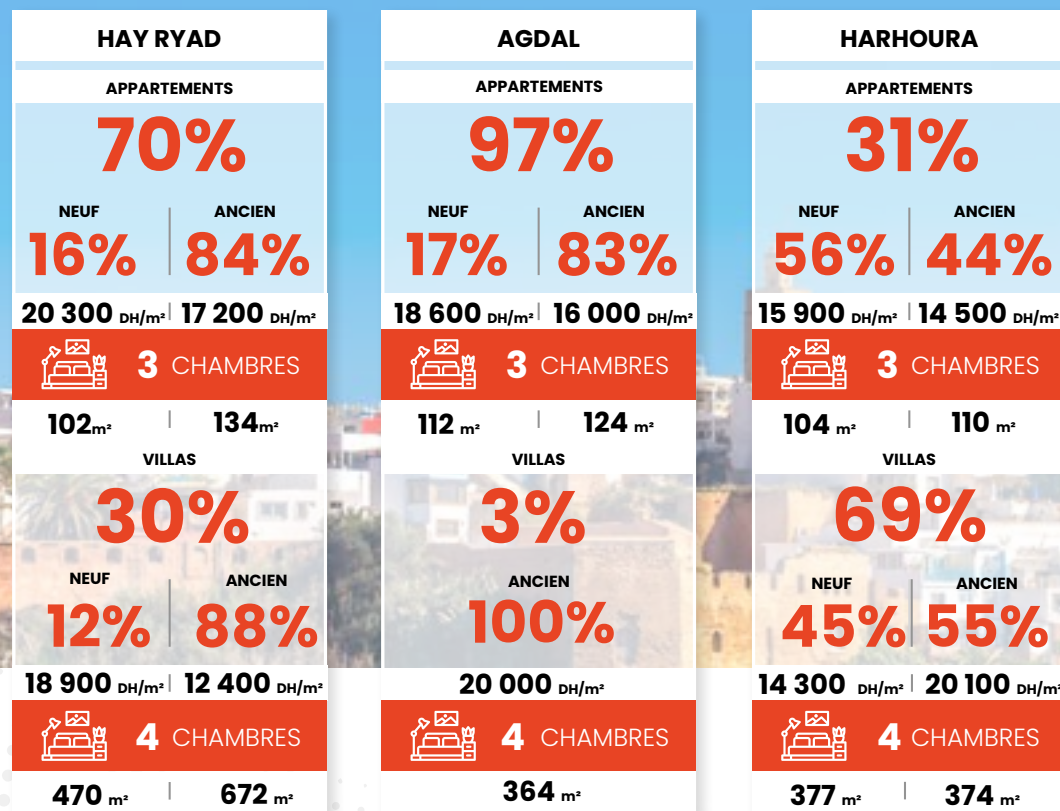 HAY RYAD
APPARTEMENTS
70%
NEUF ANCIEN
16% 84%
20 300 DH/m² 17 200 DH/m²
3 CHAMBRES
102m² 134m²
VILLAS
30%
NEUF ANCIEN
12% 88%
18 900 DH/m² 12 400 DH/m²
4 CHAMBRES
470 m² 672 m²
AGDAL
APPARTEMENTS
97%
NEUF ANCIEN
17% 83%
18 600 DH/m² 16 000 DH/m²
3 CHAMBRES
112 m² 124 m²
VILLAS
3%
ANCIEN
100%
20 000 DH/m²
4 CHAMBRES
364 m²
HARHOURA
APPARTEMENTS
31%
NEUF ANCIEN
56% 44%
15 900 DH/m² 14 500 DH/m²
3 CHAMBRES
104 m² 110 m²
VILLAS
69%
NEUF ANCIEN
45% 55%
14 300 DH/m² 20 100 DH/m²
4 CHAMBRES
377 m² 374 m²